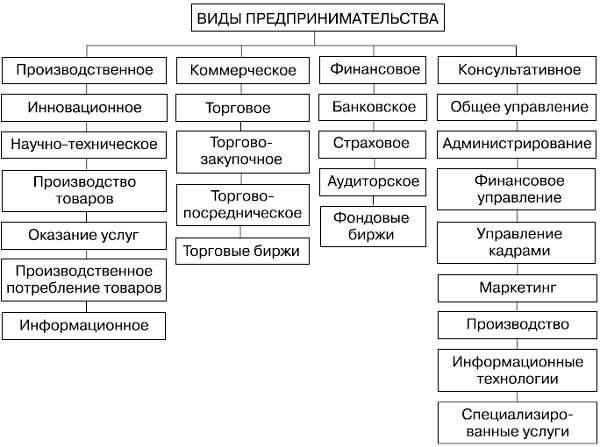 ВИДЫ ПРЕДПРИНИМАТЕЛЬСТВА
Производственное
Инновационное
Научно-техническое
Производство
товаров
Оказание услуг
Производственное
потребление товаров
Информационное
Коммерческое
Торговое
Торгово-
закупочное
Торгово-
посредническое
Торговые биржи
Финансовое
Банковское
Страховое
Аудиторское
Фондовые
биржи
Консультативное
Общее управление
Администрирование
Финансовое
управление
Управление
кадрами
Маркетинг
Производство
Информационные
технологии
Специализиро-
ванные услуги